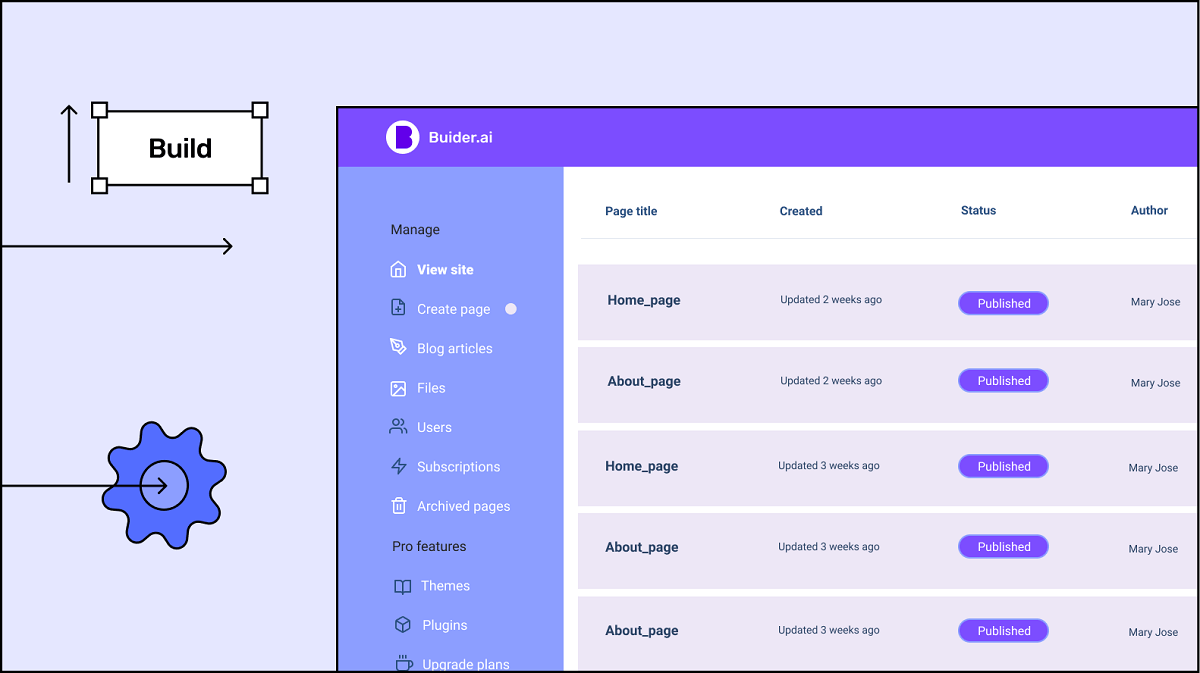 Build
Buider.ai
Manage
View site
Create page
Blog articles
Files
Users
Subscriptions
Archived pages
Pro features
Themes
Plugins
Upgrade plans
Page title Created Status Author
Home_page Updated 2 weeks ago Published Mary Jose
About_page Updated 2 weeks ago Published Mary Jose
Home_page Updated 3 weeks ago Published Mary Jose
About_page Updated 3 weeks ago Published Mary Jose
About_page Updated 3 weeks ago Published Mary Jose